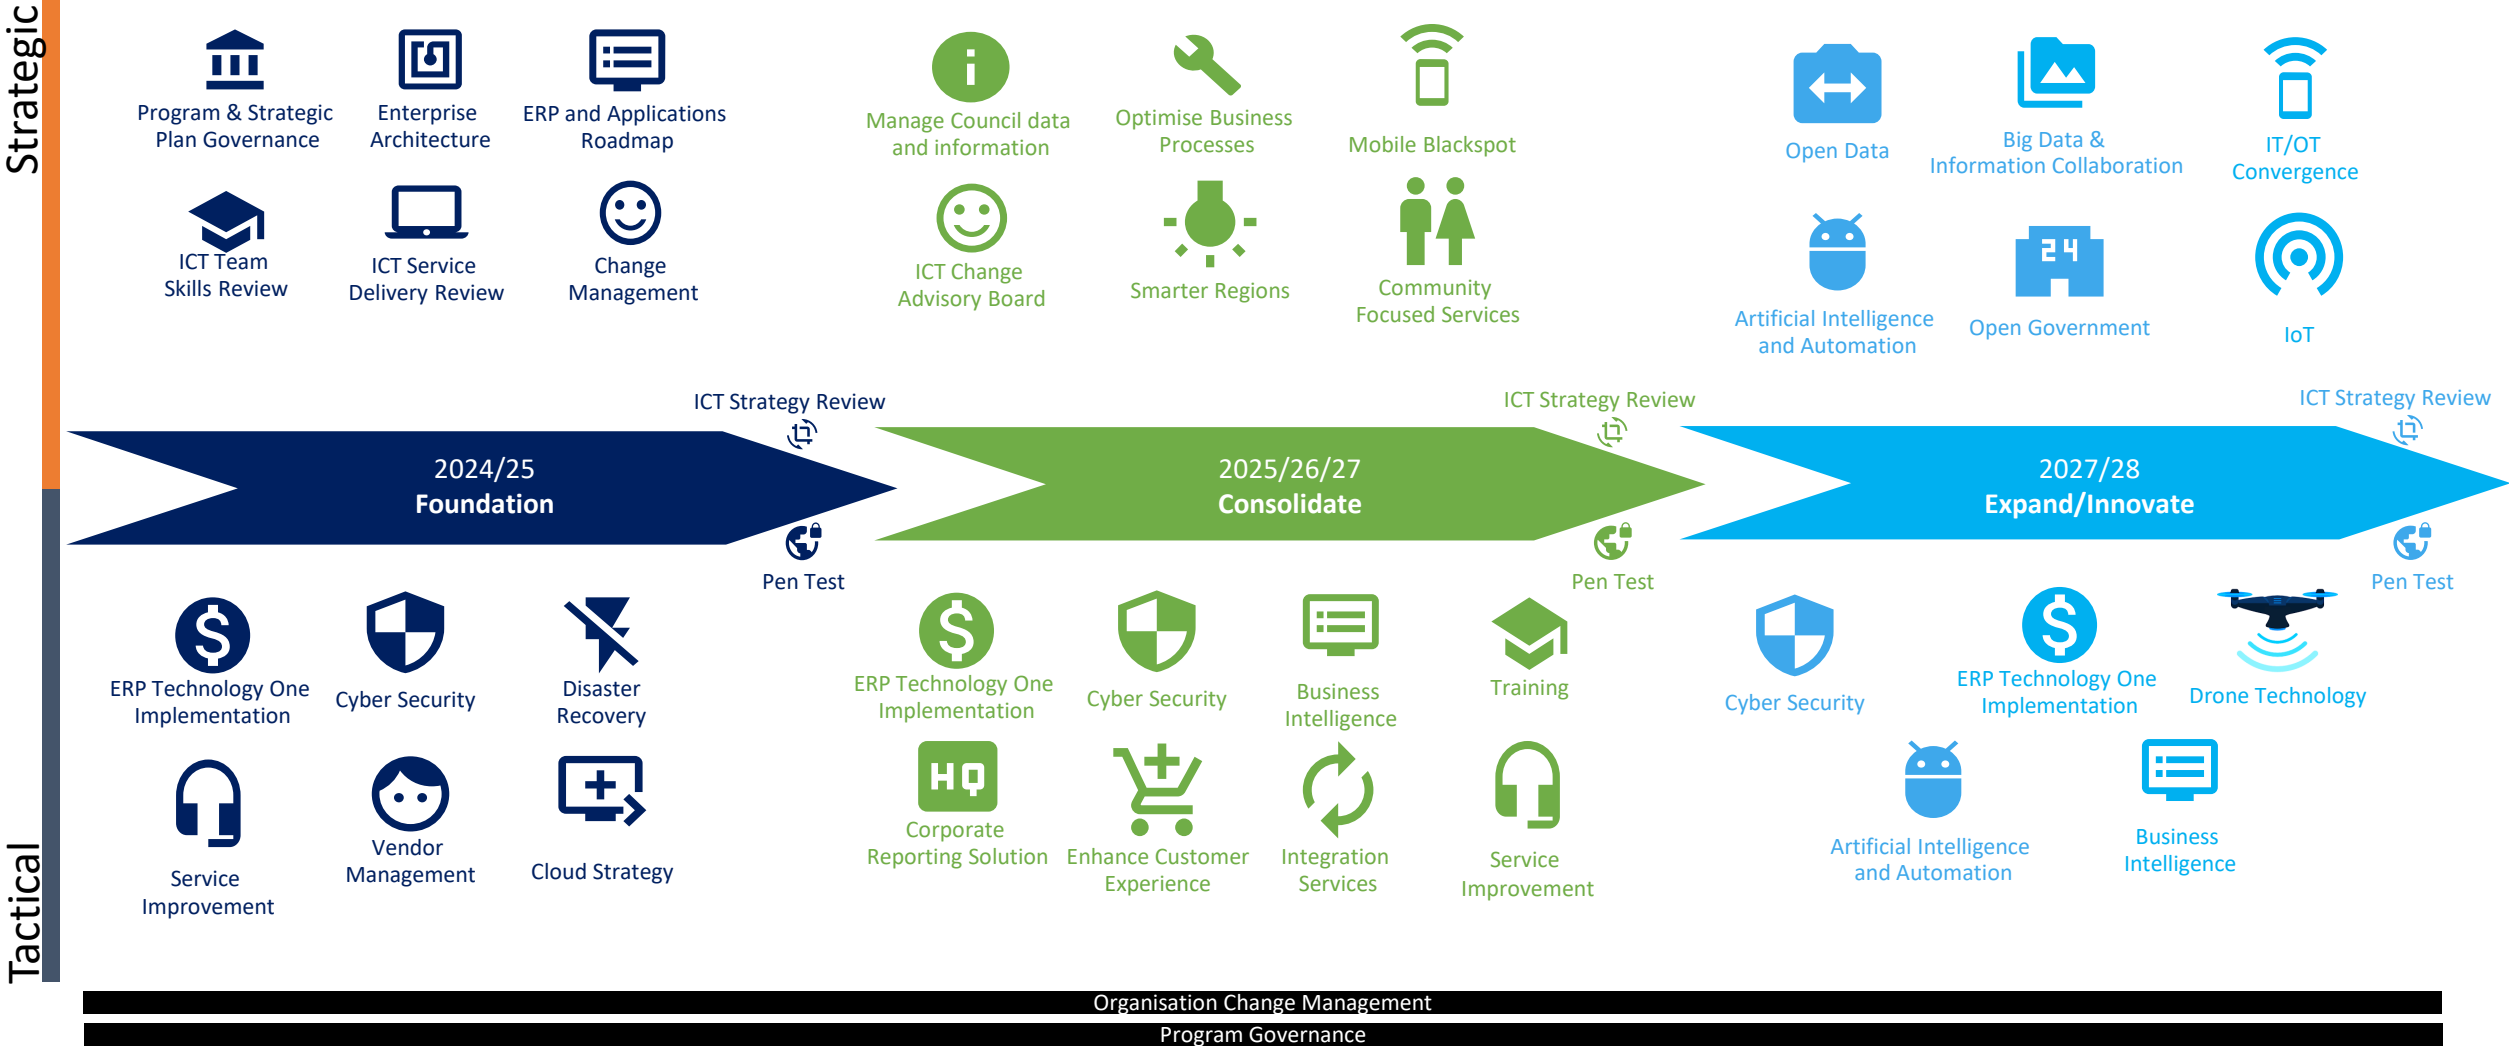 Strategic
Program & Strategic
Plan Governance
Enterprise
Architecture
ERP and Applications
Roadmap
ICT Team
Skills Review
ICT Service
Delivery Review
Change
Management
Manage Council data
and information
Optimise Business
Processes
Mobile Blackspot
ICT Change
Advisory Board
Smarter Regions
Community
Focused Services
Open Data
Big Data &
Information Collaboration
IT/OT
Convergence
Artificial Intelligence
and Automation
24
Open Government
IoT
ICT Strategy Review
ICT Strategy Review
ICT Strategy Review
2024/25
Foundation
2025/26/27
Consolidate
2027/28
Expand/Innovate
Pen Test
Pen Test
Pen Test
Tactical
ERP Technology One
Implementation
Cyber Security
Disaster
Recovery
Service
Improvement
Vendor
Management
Cloud Strategy
ERP Technology One
Implementation
Cyber Security
Business
Intelligence
Training
HQ
Corporate
Reporting Solution
Enhance Customer
Experience
Integration
Services
Service
Improvement
Cyber Security
ERP Technology One
Implementation
Drone Technology
Artificial Intelligence
and Automation
Business
Intelligence
Organisation Change Management
Program Governance